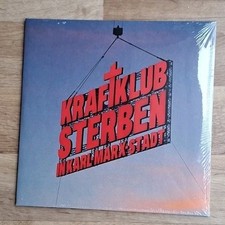 KRAFTKLUB
STERBEN
IN KARL-MARX-STADT